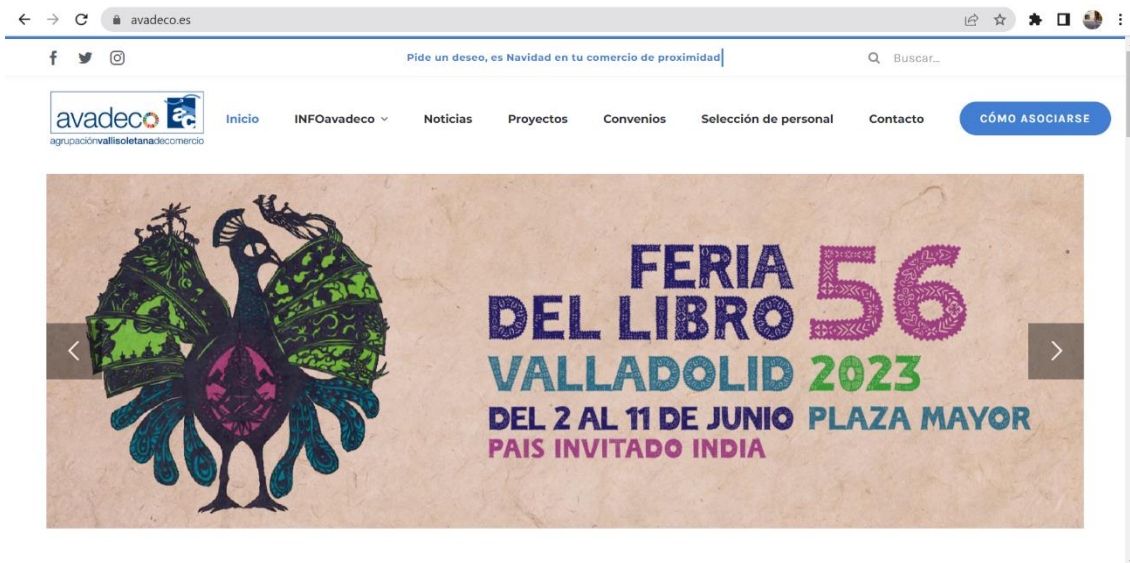 avadeco.es
Pide un deseo, es Navidad en tu comercio de proximidad
Buscar...
avadeco
agrupaciónvallisoletanadecomercio
Inicio
INFOavadeco
Noticias
Proyectos
Convenios
Selección de personal
Contacto
CÓMO ASOCIARSE
FERIA
DEL LIBRO
56
VALLADOLID 2023
DEL 2 AL 11 DE JUNIO PLAZA MAYOR
PAIS INVITADO INDIA